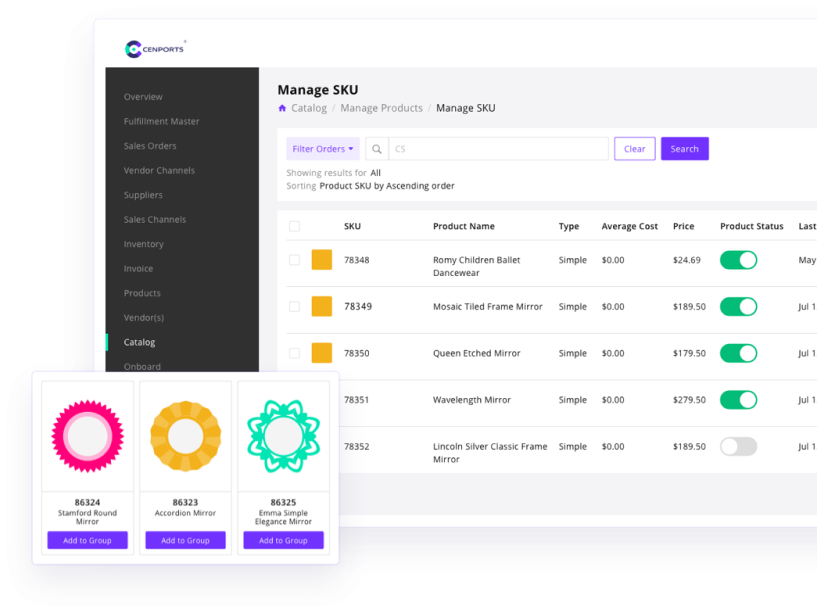 CENPORTS
Overview
Fulfillment Master
Sales Orders
Vendor Channels
Suppliers
Sales Channels
Inventory
Invoice
Products
Vendor(s)
Catalog
Onboard
Manage SKU
Catalog / Manage Products / Manage SKU
Filter Orders CS Clear Search
Showing results for All
Sorting Product SKU by Ascending order
SKU Product Name Type Average Cost Price Product Status Last
78348 Romy Children Ballet Simple $0.00 $24.69 May
Dancewear
78349 Mosaic Tiled Frame Mirror Simple $0.00 $189.50 Jul 1
78350 Queen Etched Mirror Simple $0.00 $179.50 Jul 1
78351 Wavelength Mirror Simple $0.00 $279.50 Jul 1
78352 Lincoln Silver Classic Frame Simple $0.00 $189.50 Jul 1
Mirror
86324
Stamford Round
Mirror
Add to Group
86323
Accordion Mirror
Add to Group
86325
Emma Simple
Elegance Mirror
Add to Group